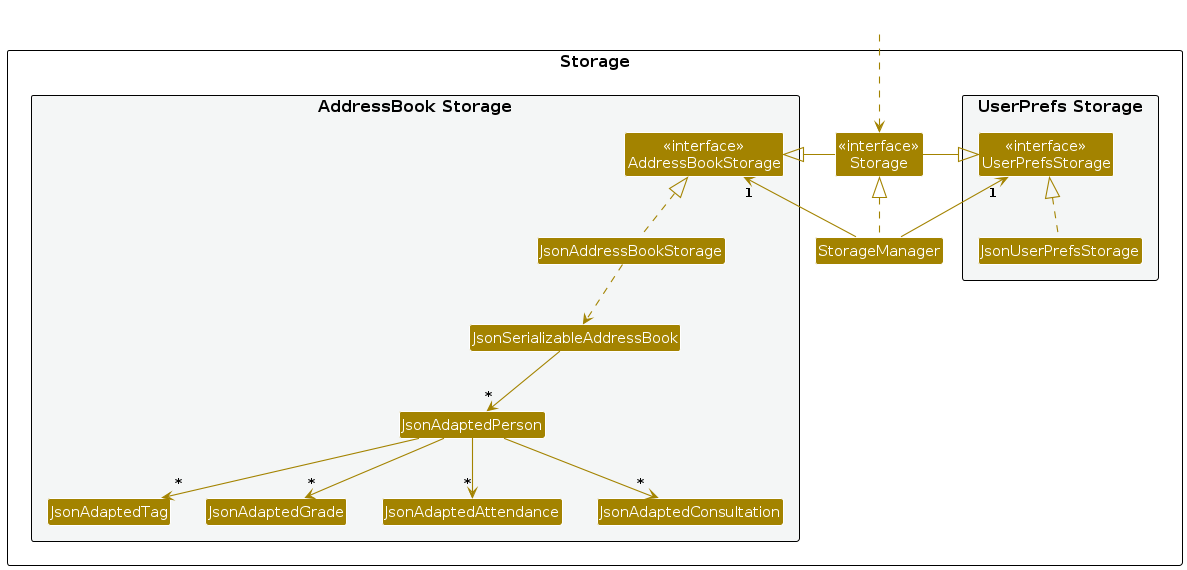 Storage
AddressBook Storage
UserPrefs Storage
«interface»
AddressBookStorage
«interface»
Storage
«interface»
UserPrefsStorage
1
1
JsonAddressBookStorage
StorageManager
JsonUserPrefsStorage
JsonSerializableAddressBook
*
JsonAdaptedPerson
*
*
*
*
JsonAdaptedTag
JsonAdaptedGrade
JsonAdaptedAttendance
JsonAdaptedConsultation